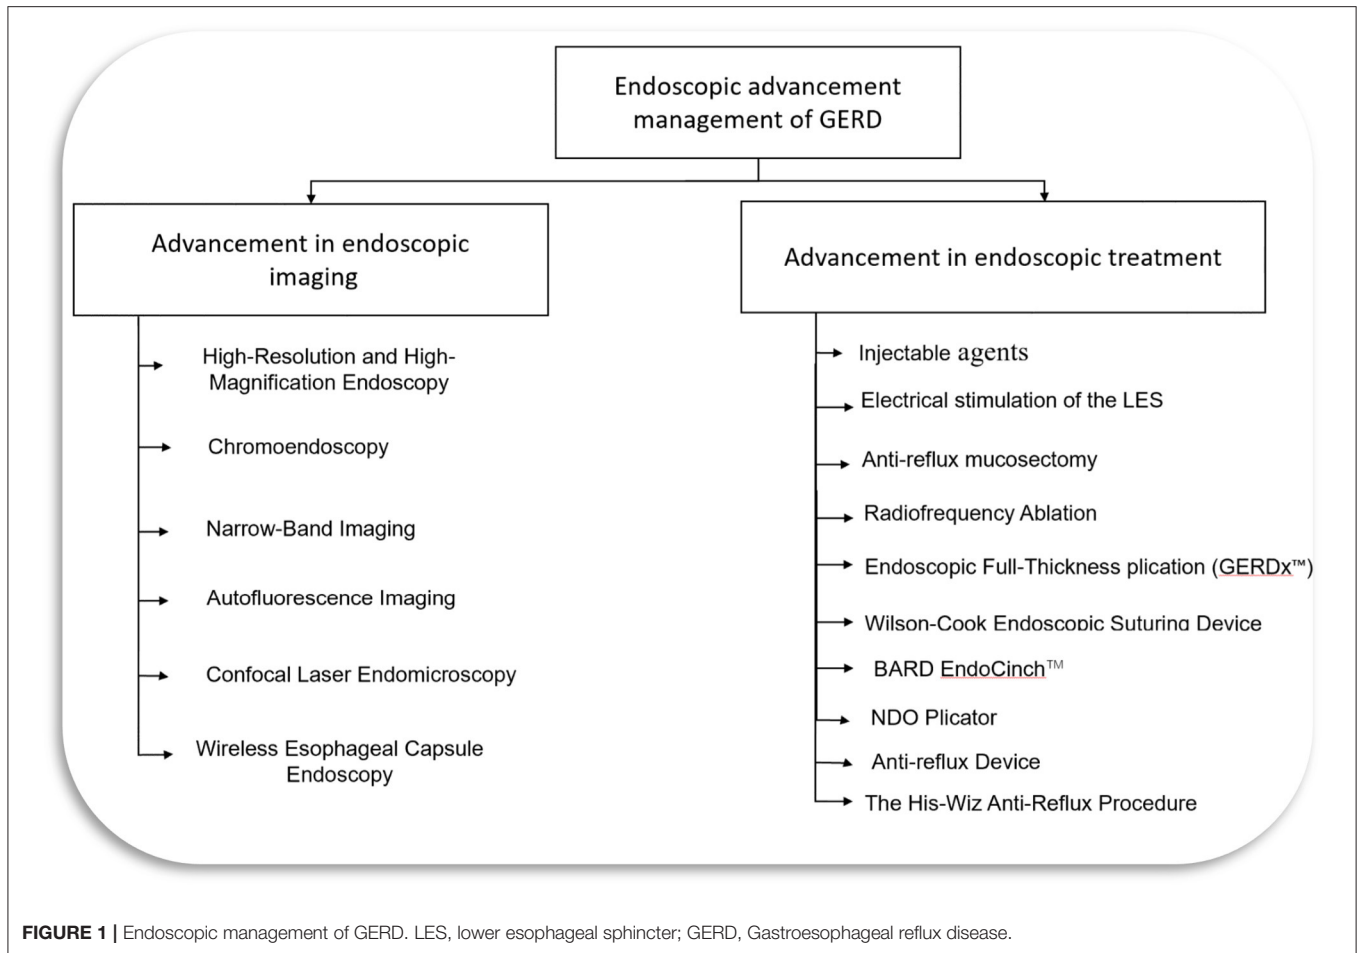 Endoscopic advancement
management of GERD
Advancement in endoscopic
imaging
High-Resolution and High-
Magnification Endoscopy
Chromoendoscopy
Narrow-Band Imaging
Autofluorescence Imaging
Confocal Laser Endomicroscopy
Wireless Esophageal Capsule
Endoscopy
Advancement in endoscopic treatment
Injectable agents
Electrical stimulation of the LES
Anti-reflux mucosectomy
Radiofrequency Ablation
Endoscopic Full-Thickness plication (GERDx™)
Wilson-Cook Endoscopic Suturing Device
BARD EndoCinch™
NDO Plicator
Anti-reflux Device
The His-Wiz Anti-Reflux Procedure
FIGURE 1 | Endoscopic management of GERD. LES, lower esophageal sphincter; GERD, Gastroesophageal reflux disease.